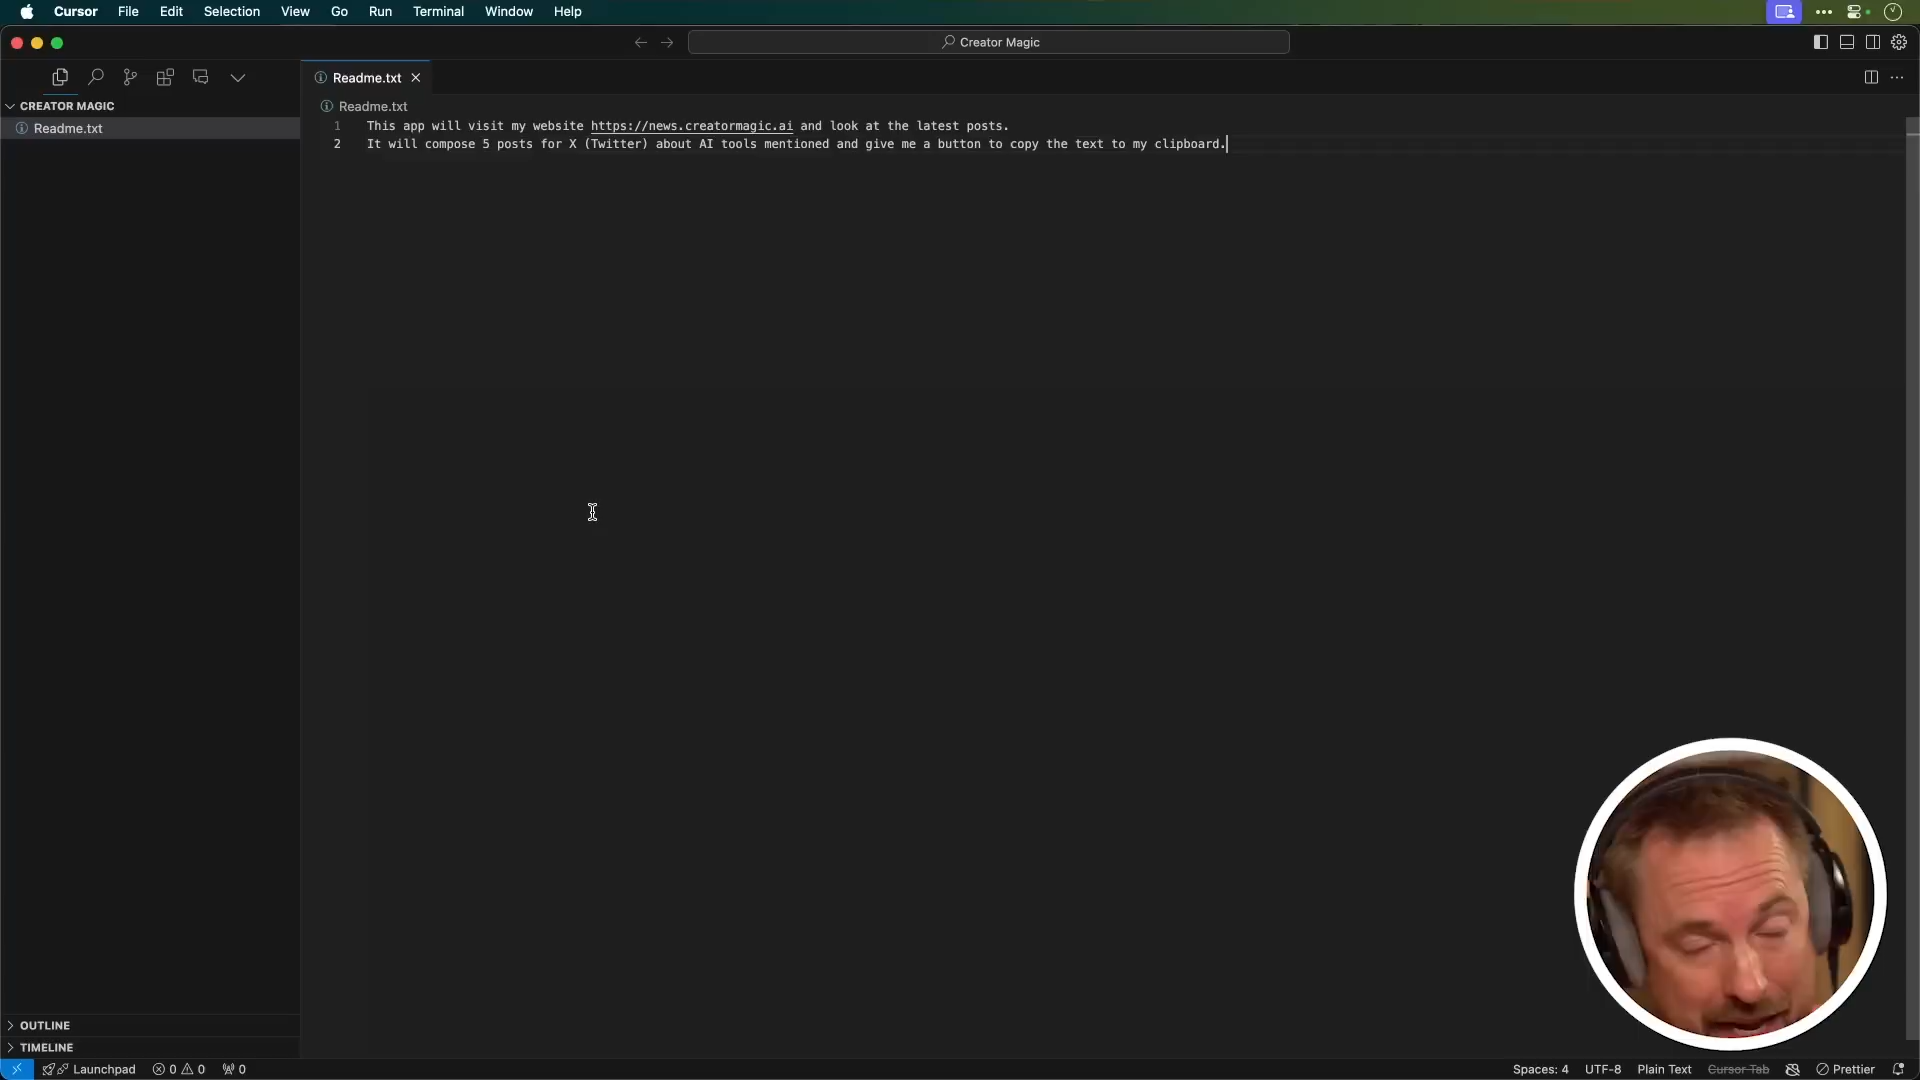 Cursor File Edit Selection View Go Run Terminal Window Help
Creator Magic
Readme.txt
CREATOR MAGIC
Readme.txt
Readme.txt
1 This app will visit my website https://news.creatormagic.ai and look at the latest posts.
2 It will compose 5 posts for X (Twitter) about AI tools mentioned and give me a button to copy the text to my clipboard.
OUTLINE
TIMELINE
Launchpad 0 0 0 Spaces: 4 UTF-8 Plain Text Cursor Tab Prettier